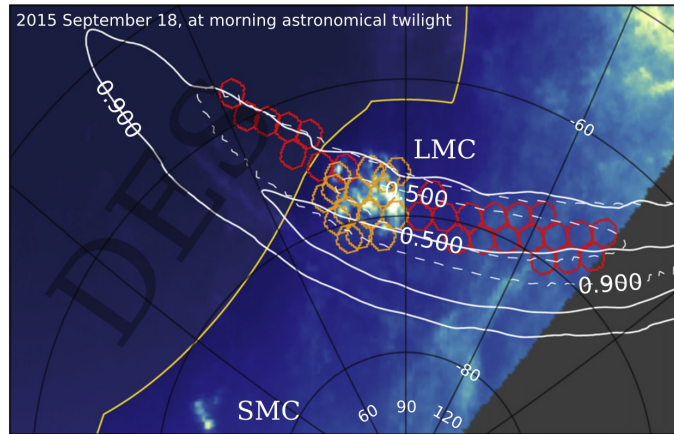 2015 September 18, at morning astronomical twilight
0.900
-60
LMC
0.500
DES
0.500
0.900
-80
SMC
60 90 120